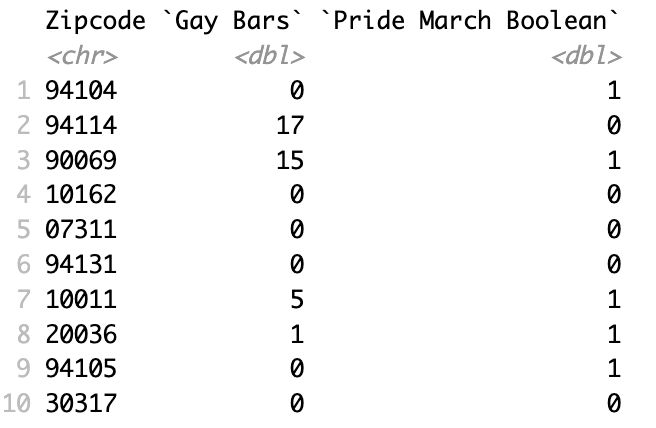 Zipcode `Gay Bars` `Pride March Boolean`
<chr> <dbl> <dbl>
1 94104 0 1
2 94114 17 0
3 90069 15 1
4 10162 0 0
5 07311 0 0
6 94131 0 0
7 10011 5 1
8 20036 1 1
9 94105 0 1
10 30317 0 0